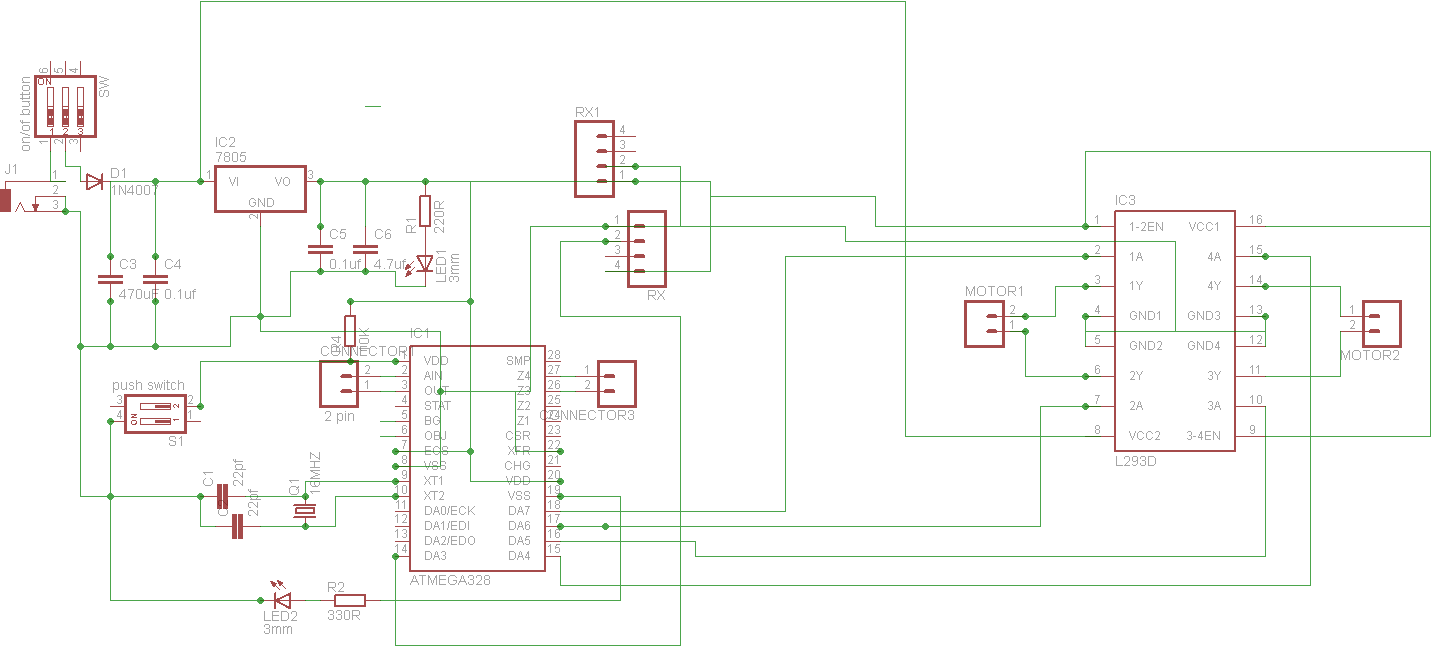 on/of button
SW
ON
6
5
4
1
2
3
1
2
3
J1
1
2
3
D1
1N4007
IC2
7805
1
VI
VO
3
GND
2
C3
470uF
C4
0.1uf
C5
0.1uf
C6
4.7uf
R1
220R
LED1
3mm
RX1
4
3
2
1
1
2
3
4
RX
R4
10K
CONNECTOR1
2
1
2 pin
push switch
3
4
2
1
ON
2
1
S1
C1
22pf
22pf
Q1
16MHZ
LED2
3mm
R2
330R
IC1
1 VDD SMP 28
2 AIN Z4 27
3 OUT Z3 26
4 STAT Z2 25
5 BG Z1 24
6 OBJ CSR 23
7 EOS XFR 22
8 VSS CHG 21
9 XT1 VDD 20
10 XT2 VSS 19
11 DA0/ECK DA7 18
12 DA1/EDI DA6 17
13 DA2/EDO DA5 16
14 DA3 DA4 15
ATMEGA328
1
2
CONNECTOR3
MOTOR1
2
1
IC3
1 1-2EN VCC1 16
2 1A 4A 15
3 1Y 4Y 14
4 GND1 GND3 13
5 GND2 GND4 12
6 2Y 3Y 11
7 2A 3A 10
8 VCC2 3-4EN 9
L293D
1
2
MOTOR2